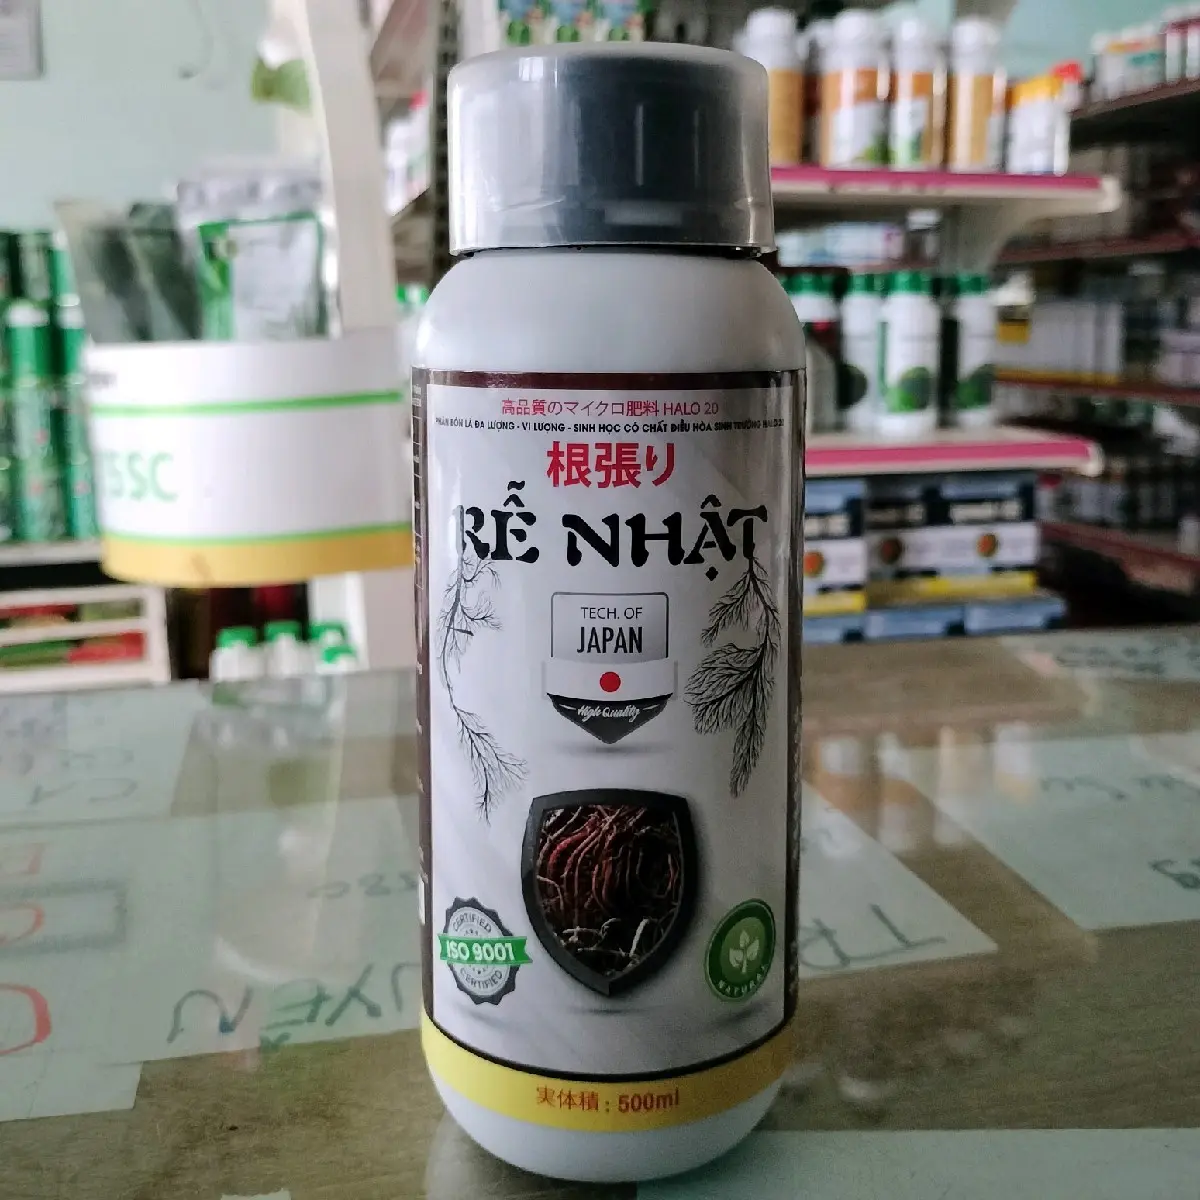 高品質のマイクロ肥料 HALO 20
PHÂN BÓN LÁ ĐA LƯỢNG - VI LƯỢNG - SINH HỌC CÓ CHẤT ĐIỀU HÒA SINH TRƯỞNG HALO 20
根張り
RỄ NHẬT
TECH. OF
JAPAN
High Quality
CERTIFIED
ISO 9001
CERTIFIED
NATURAL
実体積 : 500ml
SSC